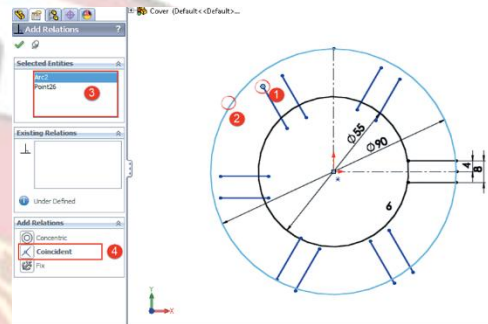 Cover (Default<<Default>...
Add Relations
?
Selected Entities
Arc2
Point26
3
Existing Relations
Under Defined
Add Relations
Concentric
Coincident
4
Fix
1
2
Ø55
Ø90
4
8
6
Y
X